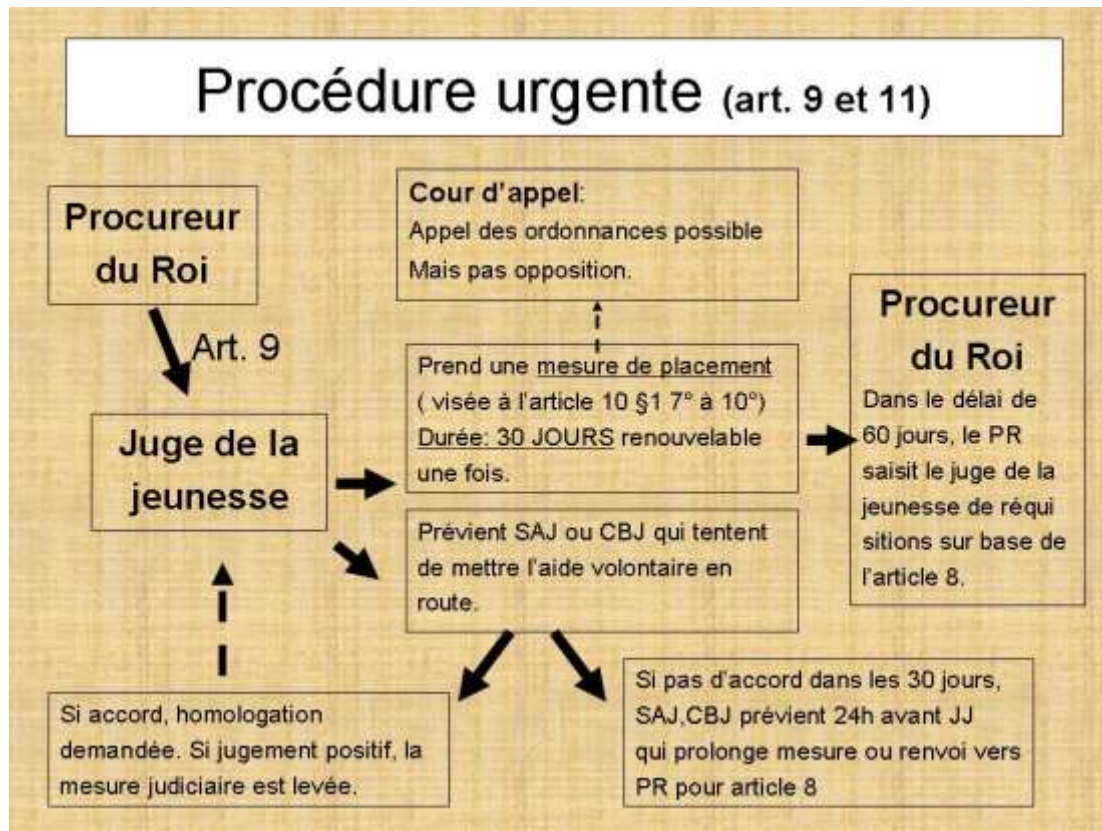 Procédure urgente (art. 9 et 11)
Procureur
du Roi
Art. 9
Juge de la
jeunesse
Cour d'appel:
Appel des ordonnances possible
Mais pas opposition.
Prend une mesure de placement
( visée à l'article 10 §1 7° à 10°)
Durée: 30 JOURS renouvelable
une fois.
Procureur
du Roi
Dans le délai de
60 jours, le PR
saisit le juge de la
jeunesse de réqui
sitions sur base de
l'article 8.
Prévient SAJ ou CBJ qui tentent
de mettre l'aide volontaire en
route.
Si accord, homologation
demandée. Si jugement positif, la
mesure judiciaire est levée.
Si pas d'accord dans les 30 jours,
SAJ,CBJ prévient 24h avant JJ
qui prolonge mesure ou renvoi vers
PR pour article 8